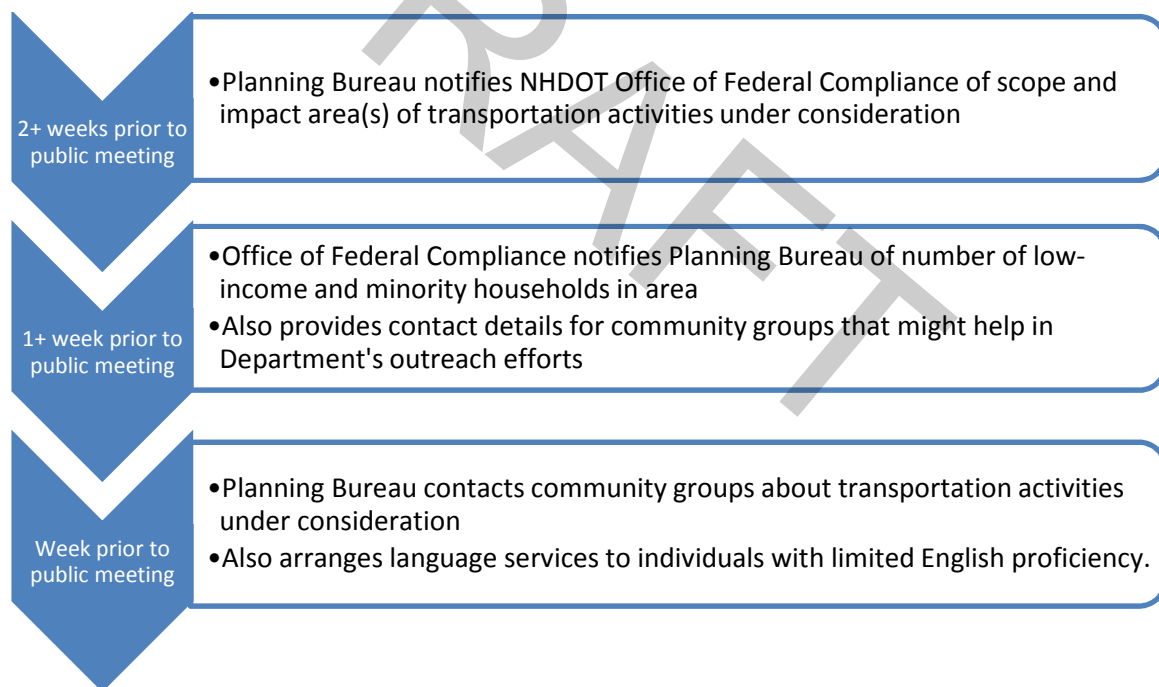 2+ weeks prior to
public meeting
•Planning Bureau notifies NHDOT Office of Federal Compliance of scope and
impact area(s) of transportation activities under consideration
1+ week prior to
public meeting
•Office of Federal Compliance notifies Planning Bureau of number of low-
income and minority households in area
•Also provides contact details for community groups that might help in
Department's outreach efforts
Week prior to
public meeting
•Planning Bureau contacts community groups about transportation activities
under consideration
•Also arranges language services to individuals with limited English proficiency.
RAFT